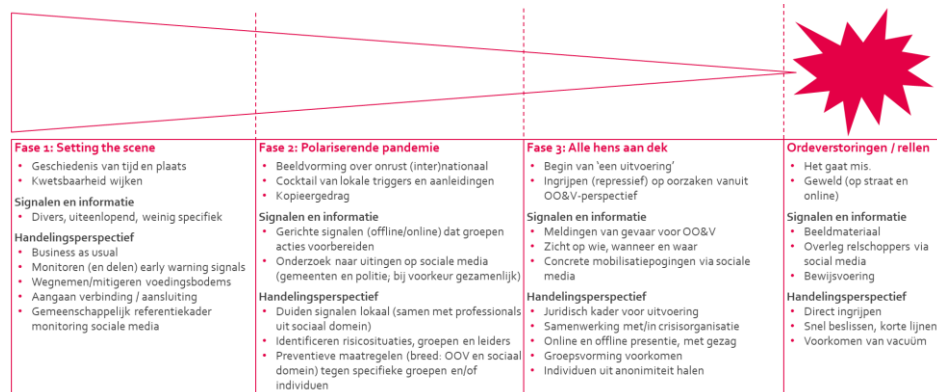 Fase 1: Setting the scene
• Geschiedenis van tijd en plaats
• Kwetsbaarheid wijken
Signalen en informatie
• Divers, uiteenlopend, weinig specifiek
Handelingsperspectief
• Business as usual
• Monitoren (en delen) early warning signals
• Wegnemen/mitigeren voedingsbodems
• Aangaan verbinding / aansluiting
• Gemeenschappelijk referentiekader
monitoring sociale media
Fase 2: Polariserende pandemie
• Beeldvorming over onrust (inter)nationaal
• Cocktail van lokale triggers en aanleidingen
• Kopieergedrag
Signalen en informatie
• Gerichte signalen (offline/online) dat groepen
acties voorbereiden
• Onderzoek naar uitingen op sociale media
(gemeenten en politie; bij voorkeur gezamenlijk)
Handelingsperspectief
• Duiden signalen lokaal (samen met professionals
uit sociaal domein)
• Identificeren risicosituaties, groepen en leiders
• Preventieve maatregelen (breed: OOV en sociaal
domein) tegen specifieke groepen en/of
individuen
Fase 3: Alle hens aan dek
• Begin van ‘een uitvoering’
• Ingrijpen (repressief) op oorzaken vanuit
OO&V-perspectief
Signalen en informatie
• Meldingen van gevaar voor OO&V
• Zicht op wie, wanneer en waar
• Concrete mobilisatiepogingen via sociale
media
Handelingsperspectief
• Juridisch kader voor uitvoering
• Samenwerking met/in crisisorganisatie
• Online en offline presentie, met gezag
• Groepsvorming voorkomen
• Individuen uit anonimiteit halen
Ordeverstoringen / rellen
• Het gaat mis.
• Geweld (op straat en
online)
Signalen en informatie
• Beeldmateriaal
• Overleg relschoppers via
social media
• Bewijsvoering
Handelingsperspectief
• Direct ingrijpen
• Snel beslissen, korte lijnen
• Voorkomen van vacuüm